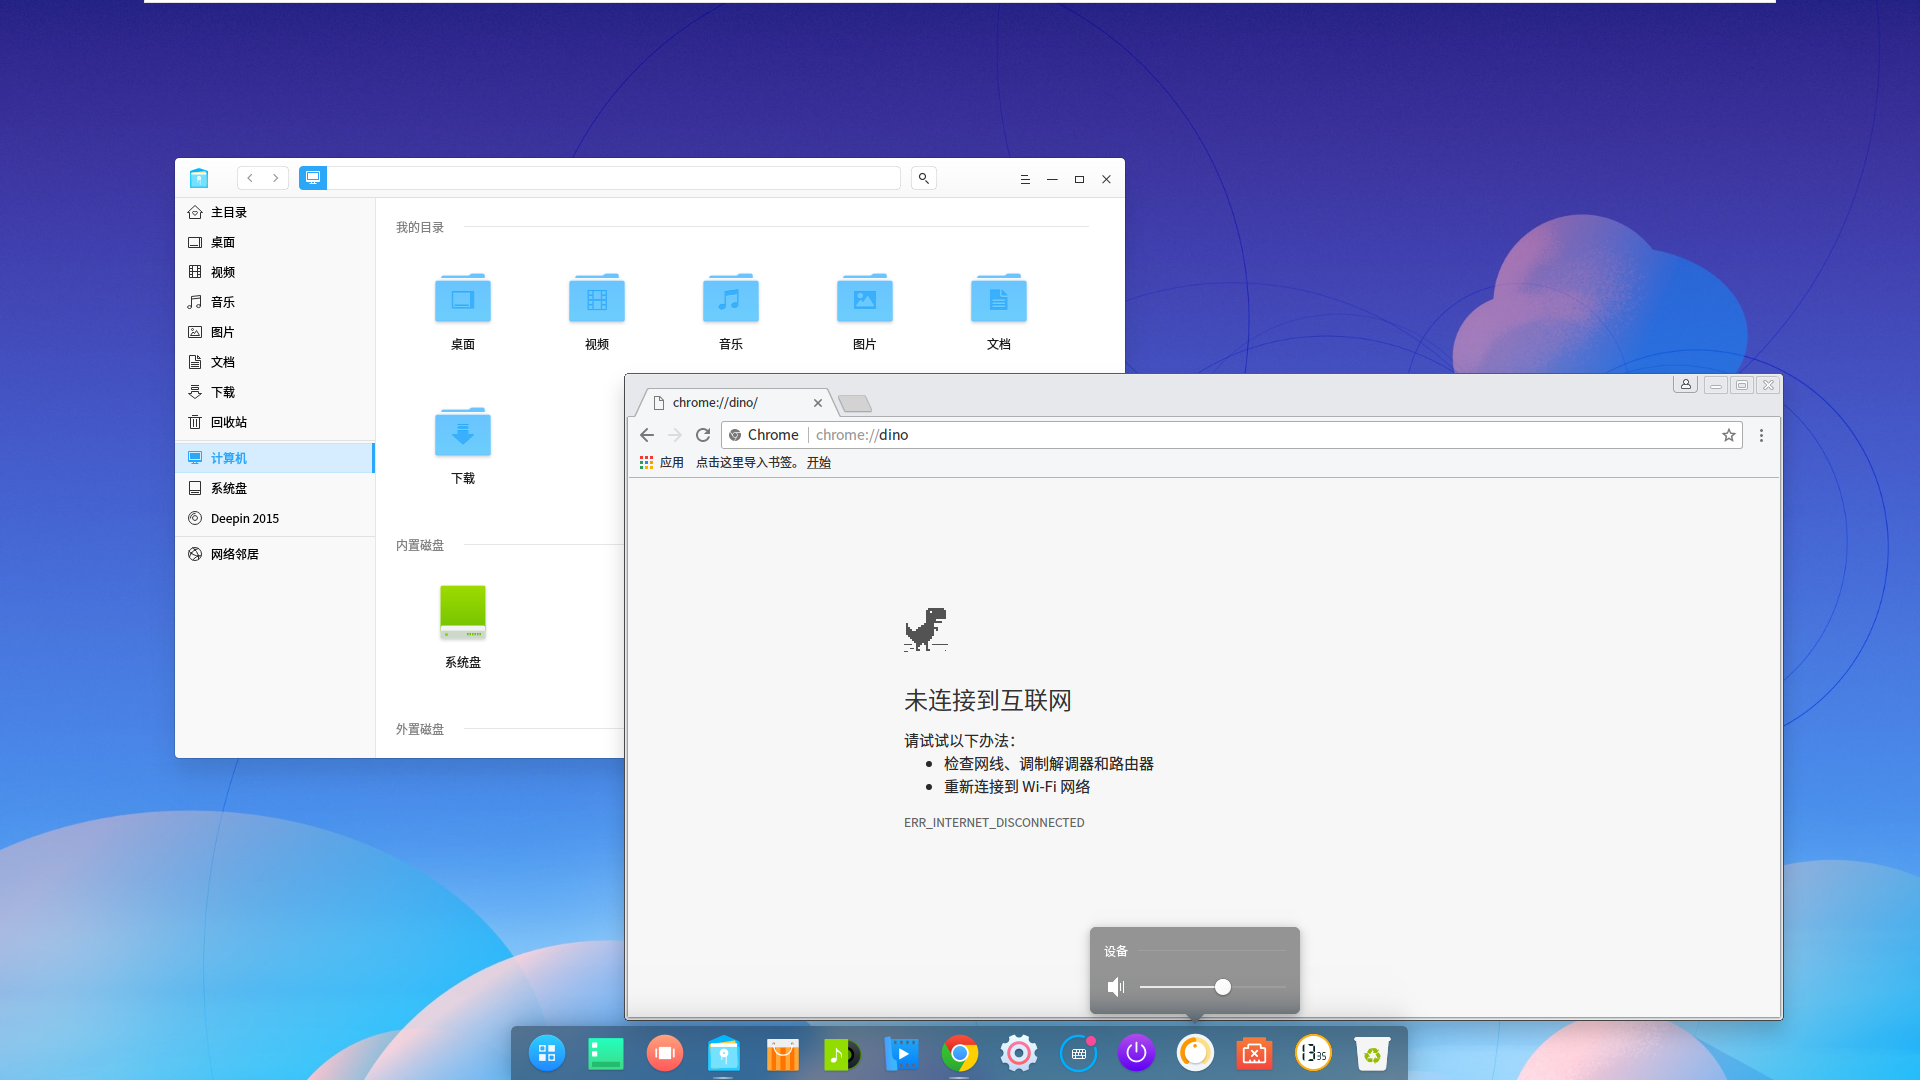 主目录
桌面
视频
音乐
图片
文档
下载
回收站
计算机
系统盘
Deepin 2015
网络邻居
我的目录
桌面
视频
音乐
图片
文档
下载
内置磁盘
系统盘
外置磁盘
chrome://dino/
Chrome
chrome://dino
应用
点击这里导入书签。 开始
未连接到互联网
请试试以下办法：
检查网线、调制解调器和路由器
重新连接到 Wi-Fi 网络
ERR_INTERNET_DISCONNECTED
设备
13 35